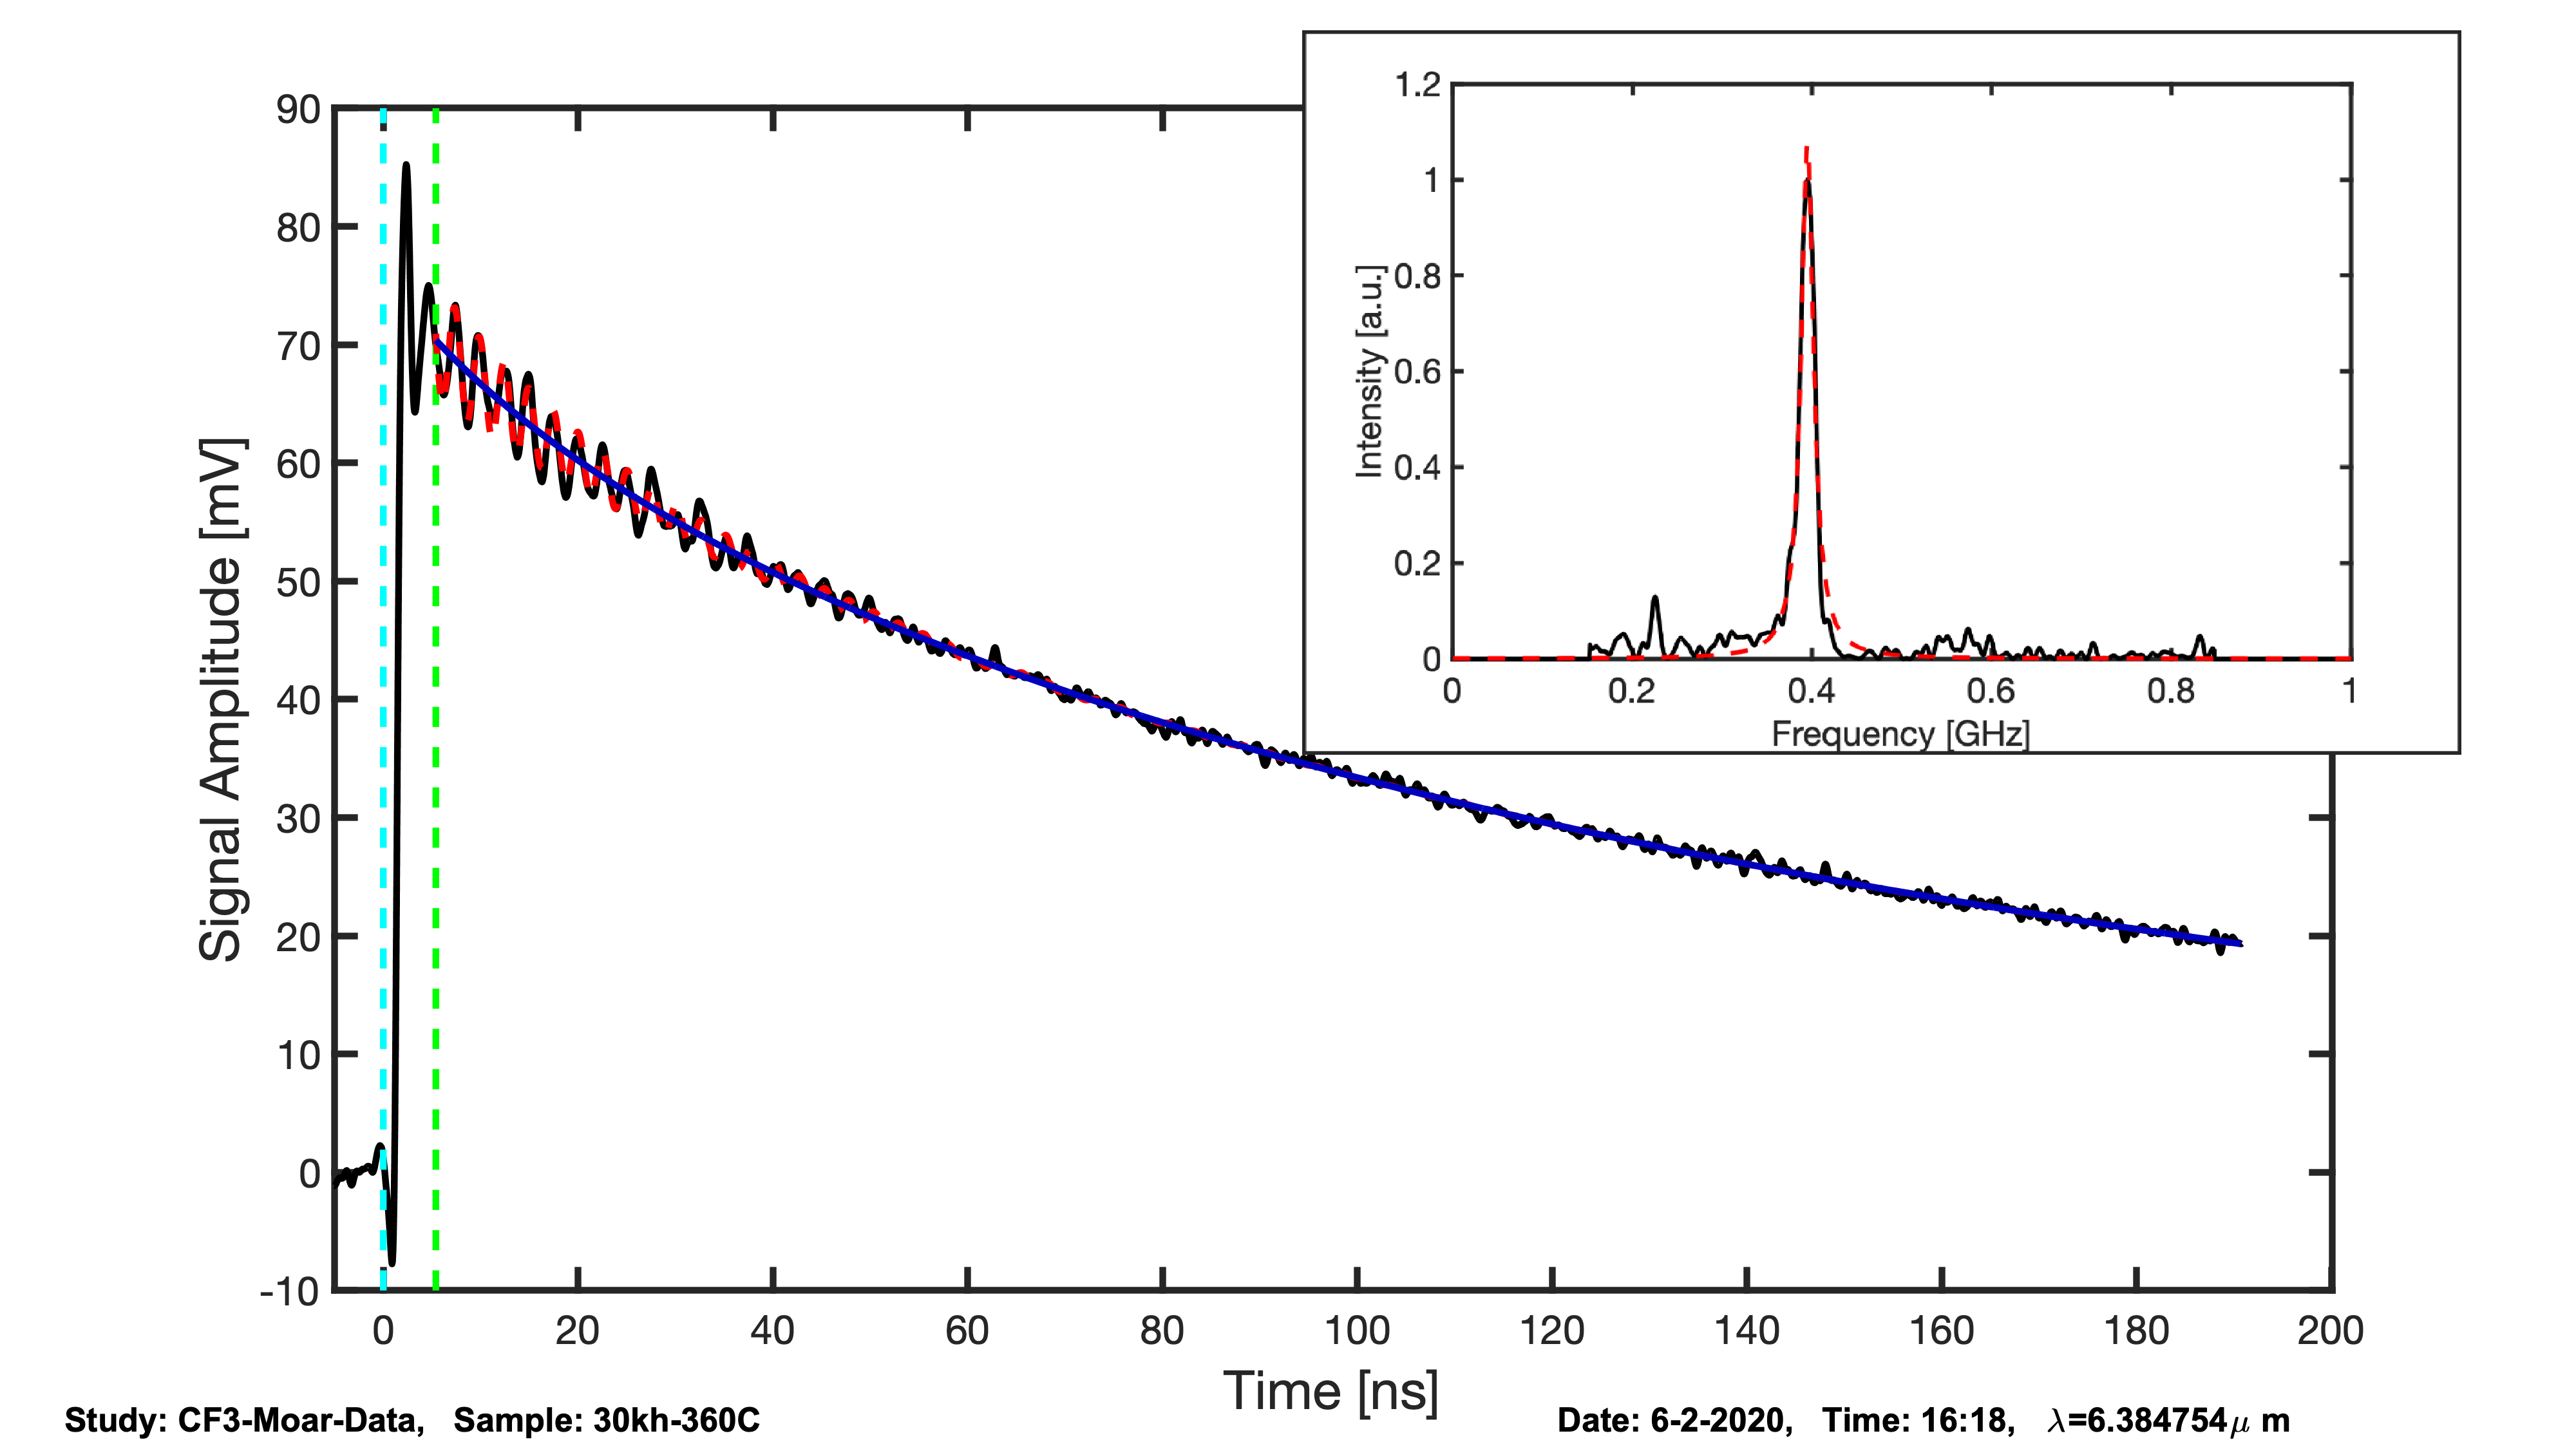 Signal Amplitude [mV]
90
80
70
60
50
40
30
20
10
0
-10
0 20 40 60 80 100 120 140 160 180 200
Time [ns]
Intensity [a.u.]
1.2
1
0.8
0.6
0.4
0.2
0
0 0.2 0.4 0.6 0.8 1
Frequency [GHz]
Study: CF3-Moar-Data, Sample: 30kh-360C
Date: 6-2-2020, Time: 16:18, λ=6.384754μ m